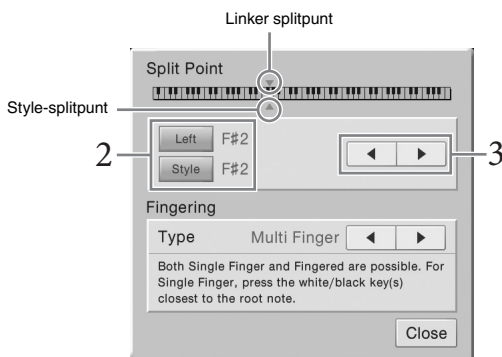 Linker splitpunt
Split Point
Style-splitpunt
Left F♯2
2
3
Style F♯2
Fingering
Type Multi Finger
Both Single Finger and Fingered are possible. For
Single Finger, press the white/black key(s)
closest to the root note.
Close